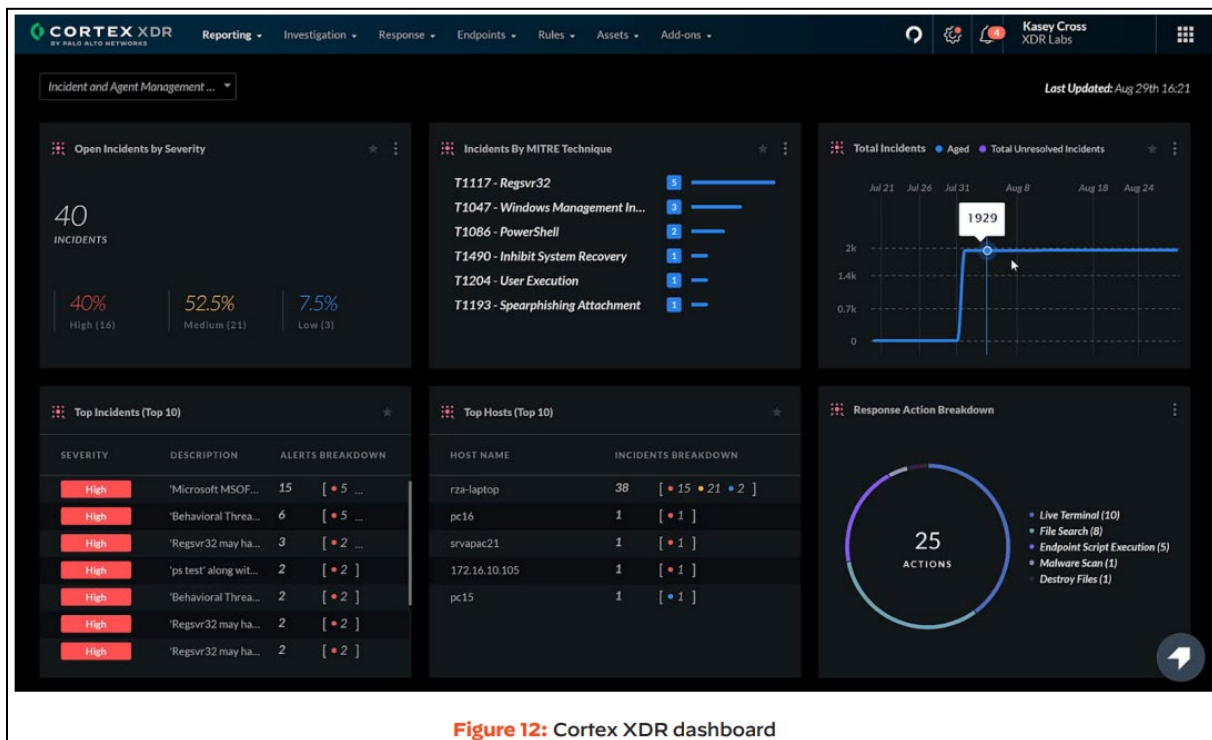 CORTEX XDR
BY PALO ALTO NETWORKS
Reporting
Investigation
Response
Endpoints
Rules
Assets
Add-ons
4
Kasey Cross
XDR Labs
Incident and Agent Management ...
Last Updated: Aug 29th 16:21
Open Incidents by Severity
40
INCIDENTS
40%
High (16)
52.5%
Medium (21)
7.5%
Low (3)
Incidents By MITRE Technique
T1117 - Regsvr32 5
T1047 - Windows Management In... 3
T1086 - PowerShell 2
T1490 - Inhibit System Recovery 1
T1204 - User Execution 1
T1193 - Spearphishing Attachment 1
Total Incidents Aged Total Unresolved Incidents
Jul 21 Jul 26 Jul 31 Aug 8 Aug 18 Aug 24
1929
2k
1.4k
0.7k
0
Top Incidents (Top 10)
SEVERITY DESCRIPTION ALERTS BREAKDOWN
High 'Microsoft MSOF... 15 [ • 5 ...
High 'Behavioral Threa... 6 [ • 5 ...
High 'Regsvr32 may ha... 3 [ • 2 ...
High 'ps test' along wit... 2 [ • 2 ]
High 'Behavioral Threa... 2 [ • 2 ]
High 'Regsvr32 may ha... 2 [ • 2 ]
High 'Regsvr32 may ha... 2 [ • 2 ]
Top Hosts (Top 10)
HOST NAME INCIDENTS BREAKDOWN
rza-laptop 38 [ • 15 • 21 • 2 ]
pc16 1 [ • 1 ]
srvapac21 1 [ • 1 ]
172.16.10.105 1 [ • 1 ]
pc15 1 [ • 1 ]
Response Action Breakdown
25
ACTIONS
Live Terminal (10)
File Search (8)
Endpoint Script Execution (5)
Malware Scan (1)
Destroy Files (1)
Figure 12: Cortex XDR dashboard